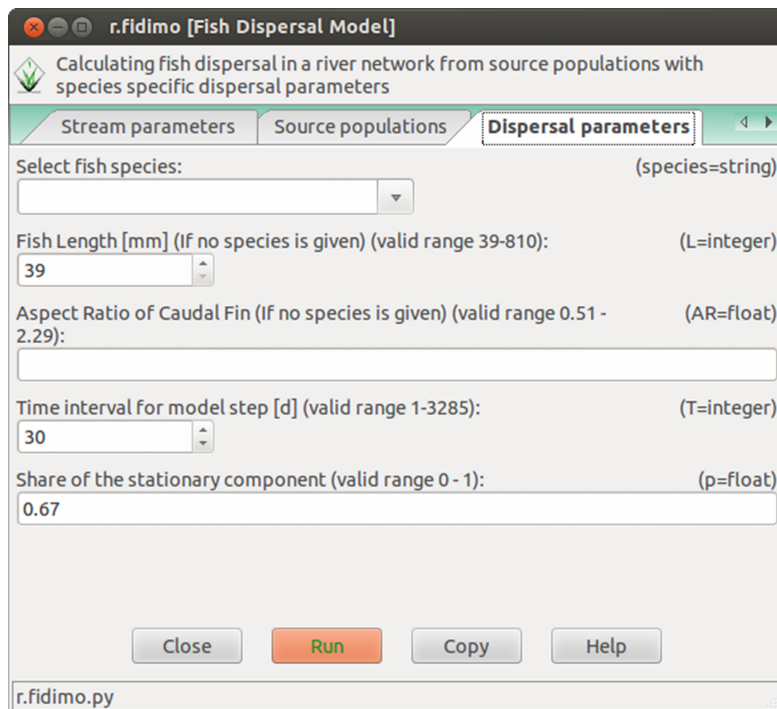 r.fidimo [Fish Dispersal Model]
Calculating fish dispersal in a river network from source populations with
species specific dispersal parameters
Stream parameters Source populations Dispersal parameters
Select fish species: (species=string)
Fish Length [mm] (If no species is given) (valid range 39-810): (L=integer)
39
Aspect Ratio of Caudal Fin (If no species is given) (valid range 0.51 - (AR=float)
2.29):
Time interval for model step [d] (valid range 1-3285): (T=integer)
30
Share of the stationary component (valid range 0 - 1): (p=float)
0.67
Close Run Copy Help
r.fidimo.py